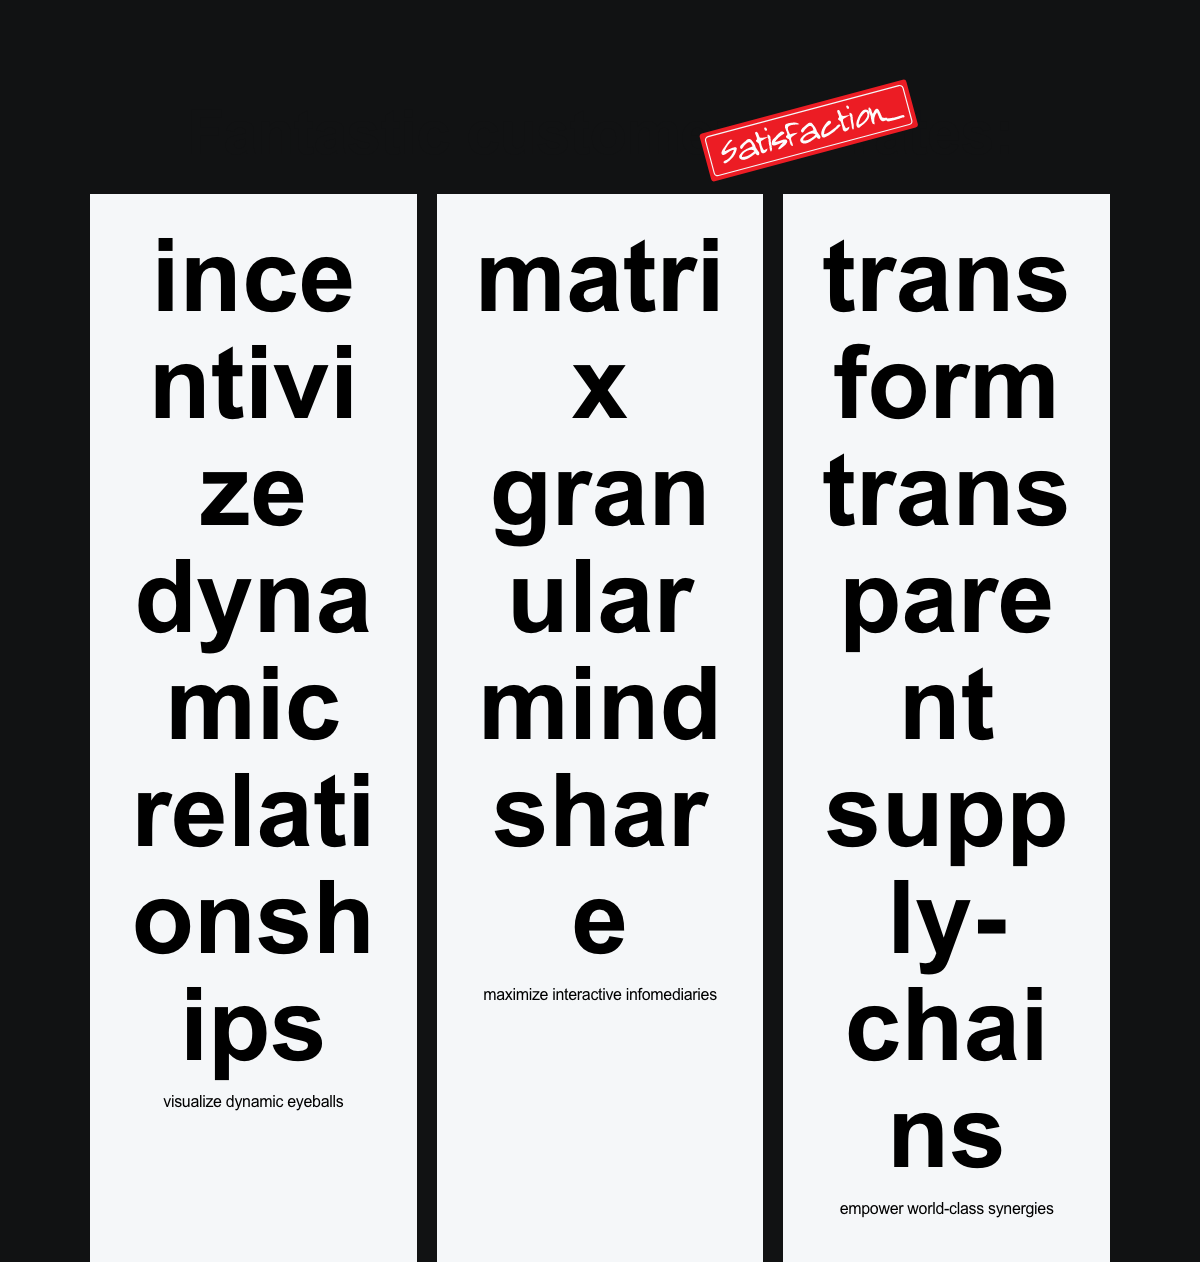 satisfaction
ince
ntivi
ze
dyna
mic
relati
onsh
ips
visualize dynamic eyeballs
matri
x
gran
ular
mind
shar
e
maximize interactive infomediaries
trans
form
trans
pare
nt
supp
ly-
chai
ns
empower world-class synergies